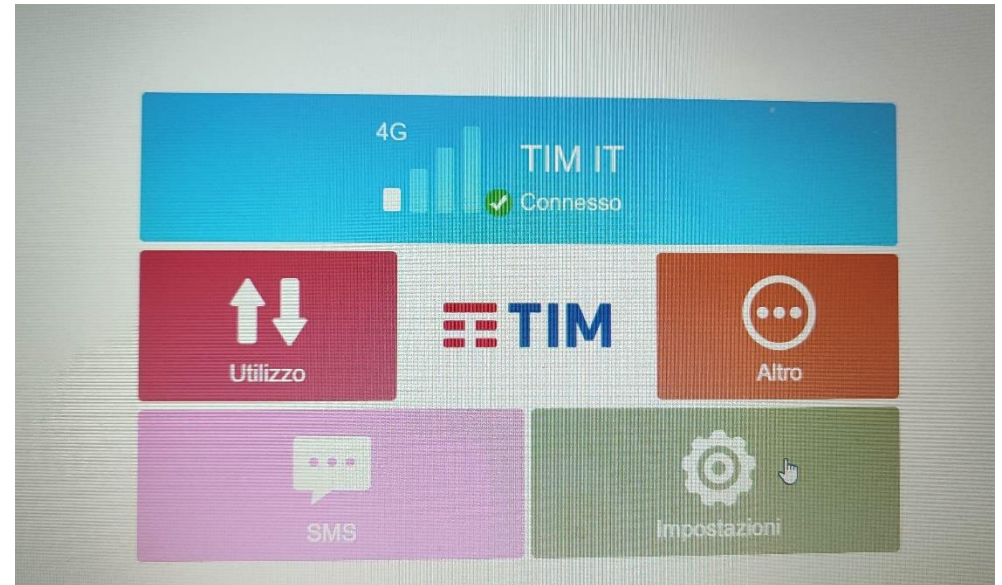 4G
TIM IT
Connesso
Utilizzo
TIM
Altro
SMS
Impostazioni